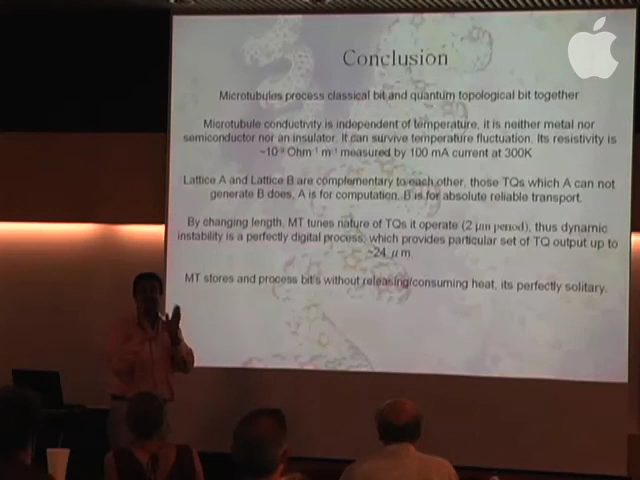 Conclusion
Microtubules process classical bit and quantum topological bit together
Microtubule conductivity is independent of temperature, it is neither metal nor
semiconductor nor an insulator. It can survive temperature fluctuation. Its resistivity is
Ohm⁻¹ m⁻¹ measured by 100 mA current at 300K
Lattice A and Lattice B are complementary to each other, those TQs which A can not
generate B does, A is for computation, B is for absolute reliable transport.
By changing length, MT tunes nature of TQs it operate (2 μm period), thus dynamic
instability is a perfectly digital process, which provides particular set of TQ output up to
~24 μm
MT stores and process bit's without releasing/consuming heat, its perfectly solitary.